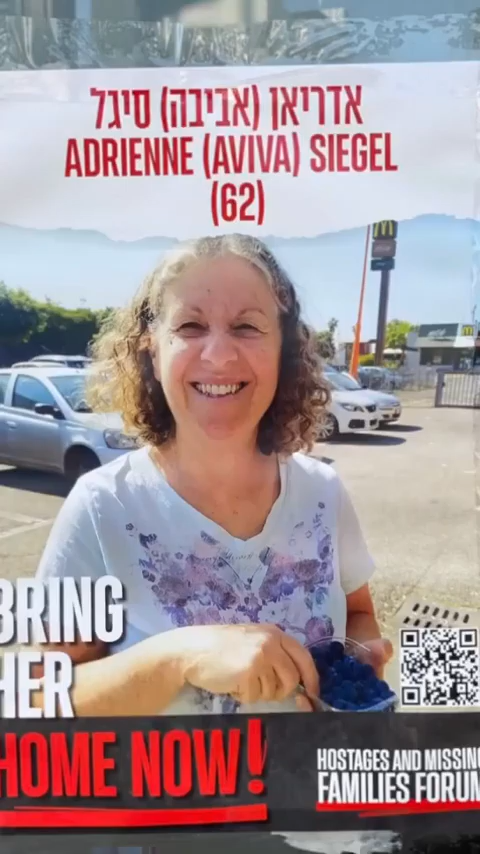 אדריאן (אביבה) סיגל
ADRIENNE (AVIVA) SIEGEL
(62)
BRING
HER
HOME NOW!
HOSTAGES AND MISSING
FAMILIES FORUM